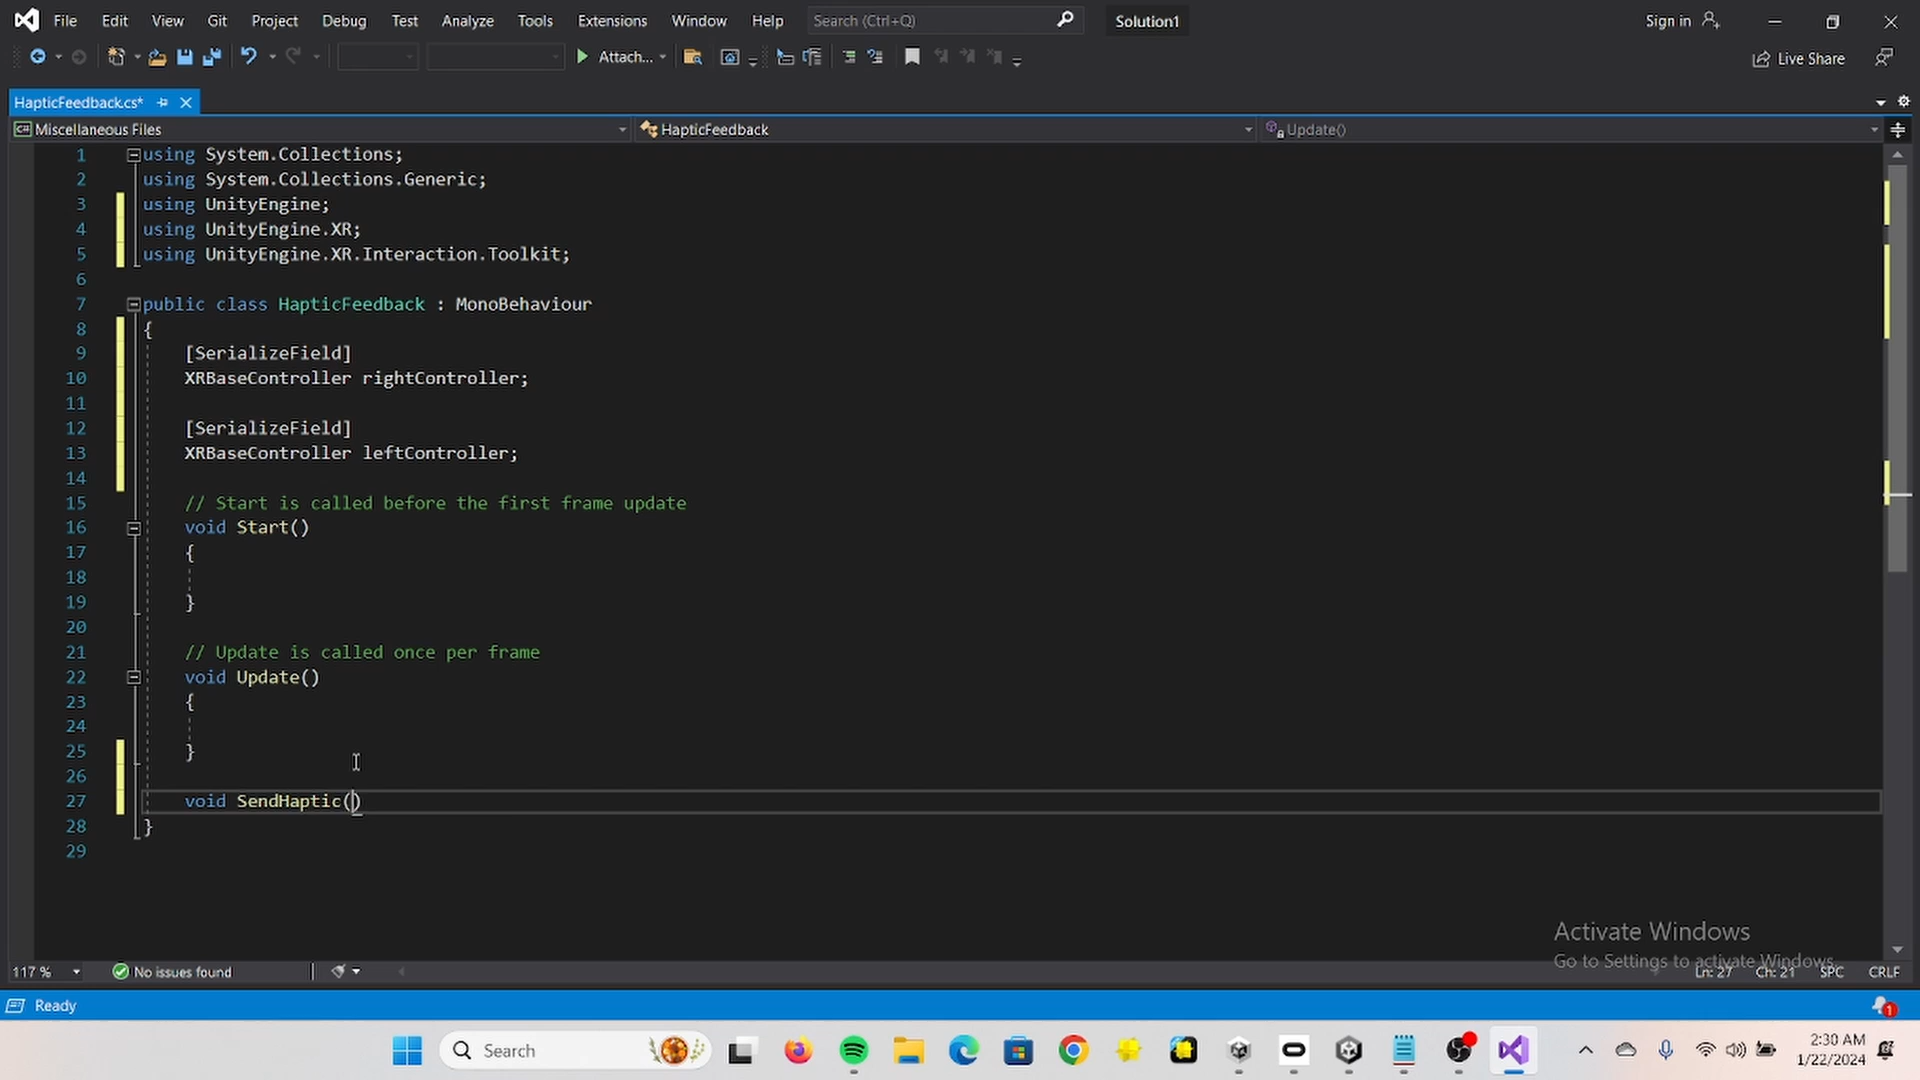 File Edit View Git Project Debug Test Analyze Tools Extensions Window Help Search (Ctrl+Q) Solution1 Sign in
Attach... Live Share
HapticFeedback.cs*
C# Miscellaneous Files HapticFeedback Update()
1 using System.Collections;
2 using System.Collections.Generic;
3 using UnityEngine;
4 using UnityEngine.XR;
5 using UnityEngine.XR.Interaction.Toolkit;
6
7 public class HapticFeedback : MonoBehaviour
8 {
9 [SerializeField]
10 XRBaseController rightController;
11
12 [SerializeField]
13 XRBaseController leftController;
14
15 // Start is called before the first frame update
16 void Start()
17 {
18
19 }
20
21 // Update is called once per frame
22 void Update()
23 {
24
25 }
26
27 void SendHaptic()
28 }
29
Activate Windows
Go to Settings to activate Windows.
117 % No issues found Ln: 27 Ch: 21 SPC CRLF
Ready 1
Search 2:30 AM
1/22/2024